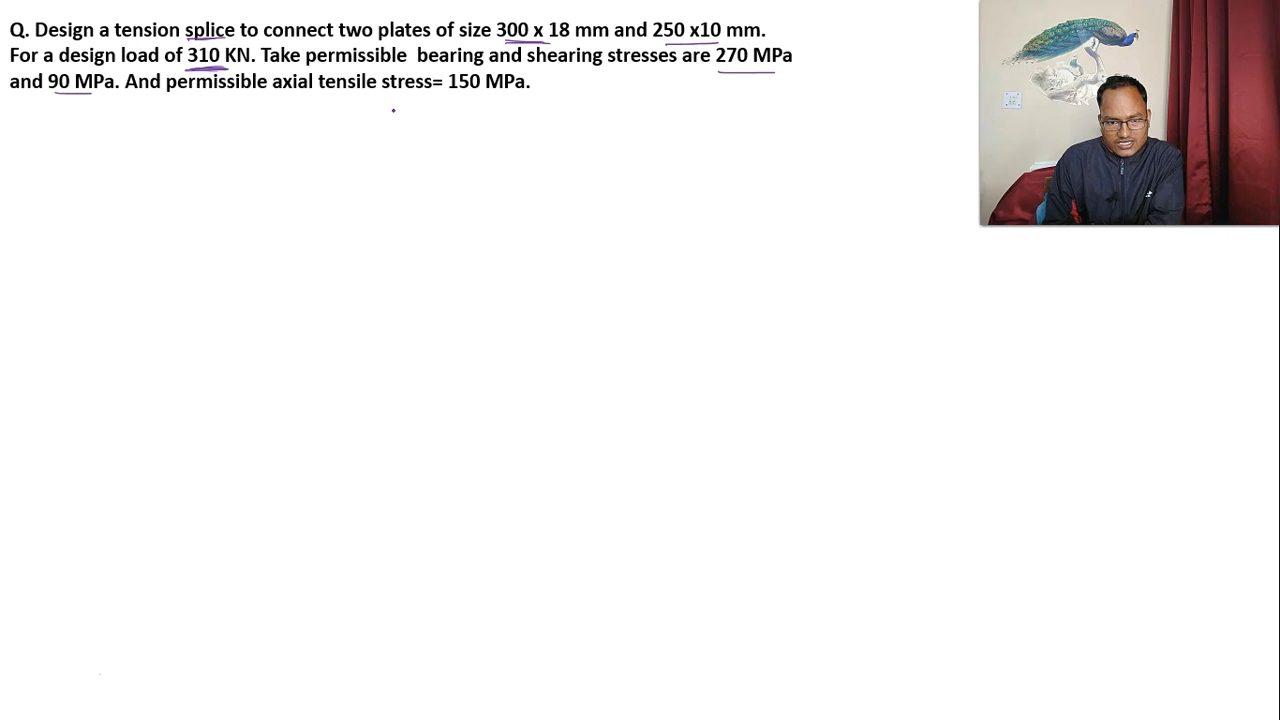 Q. Design a tension splice to connect two plates of size 300 x 18 mm and 250 x10 mm.
For a design load of 310 KN. Take permissible  bearing and shearing stresses are 270 MPa
and 90 MPa. And permissible axial tensile stress= 150 MPa.